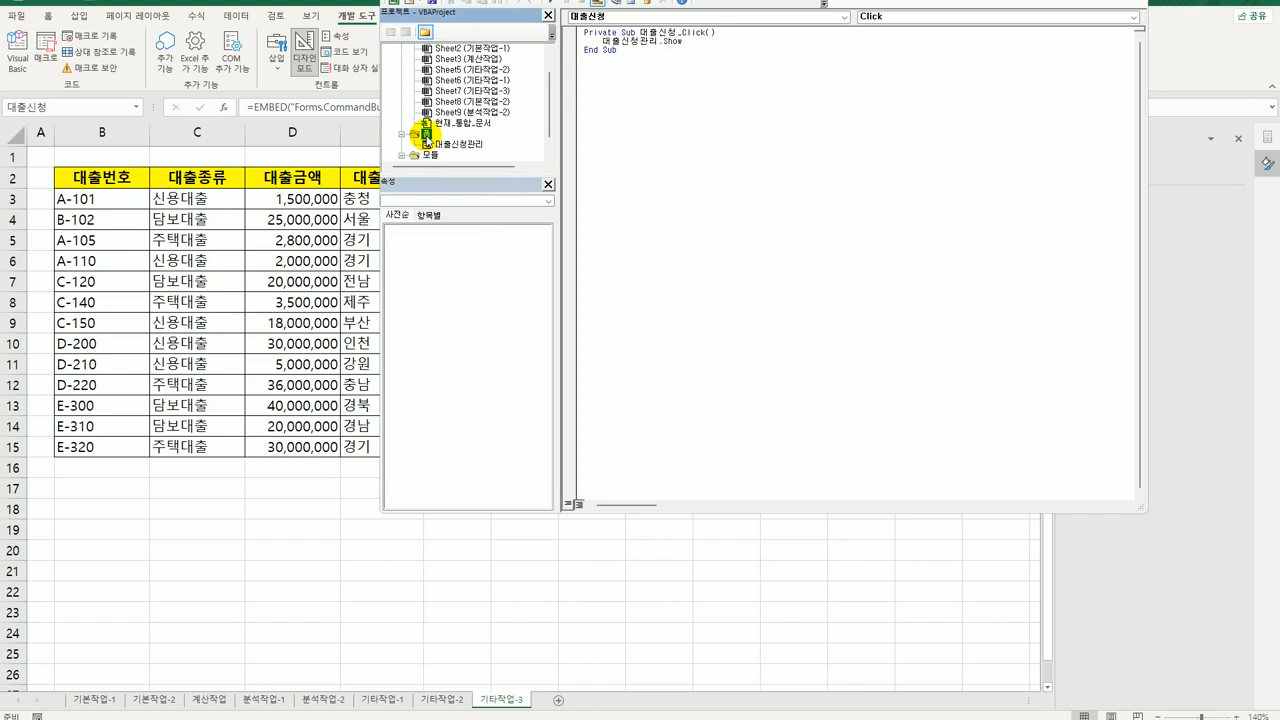 파일 홈 삽입 페이지 레이아웃 수식 데이터 검토 보기 개발 도구
공유
Visual Basic
매크로
매크로 기록
상대 참조로 기록
매크로 보안
코드
추가 기능
Excel 추가 기능
COM 추가 기능
추가 기능
삽입
디자인 모드
속성
코드 보기
대화 상자 실
컨트롤
대출신청
=EMBED("Forms.CommandBu
A B C D
1
2 대출번호 대출종류 대출금액 대출
3 A-101 신용대출 1,500,000 충청
4 B-102 담보대출 25,000,000 서울
5 A-105 주택대출 2,800,000 경기
6 A-110 신용대출 2,000,000 경기
7 C-120 담보대출 20,000,000 전남
8 C-140 주택대출 3,500,000 제주
9 C-150 신용대출 18,000,000 부산
10 D-200 신용대출 30,000,000 인천
11 D-210 신용대출 5,000,000 강원
12 D-220 주택대출 36,000,000 충남
13 E-300 담보대출 40,000,000 경북
14 E-310 담보대출 20,000,000 경남
15 E-320 주택대출 30,000,000 경기
16
17
18
19
20
21
22
23
24
25
26
프로젝트 - VBAProject
Sheet2 (기본작업-1)
Sheet3 (계산작업)
Sheet5 (기타작업-2)
Sheet6 (기타작업-1)
Sheet7 (기타작업-3)
Sheet8 (기본작업-2)
Sheet9 (분석작업-2)
현재_통합_문서
폼
대출신청관리
모듈
속성
사전순 항목별
대출신청
Click
Private Sub 대출신청_Click()
대출신청관리.Show
End Sub
기본작업-1 기본작업-2 계산작업 분석작업-1 분석작업-2 기타작업-1 기타작업-2 기타작업-3
준비
140%